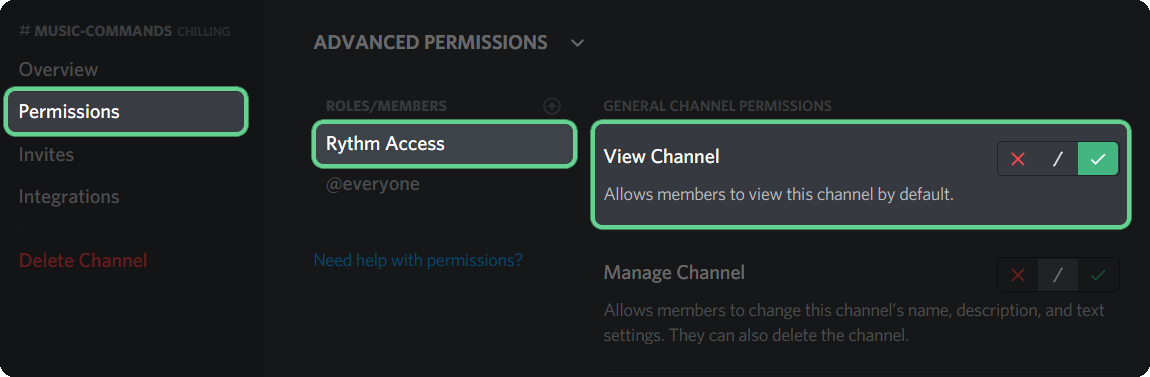 # MUSIC-COMMANDS CHILLING
Overview
Permissions
Invites
Integrations
Delete Channel
ADVANCED PERMISSIONS
ROLES/MEMBERS
Rythm Access
@everyone
Need help with permissions?
GENERAL CHANNEL PERMISSIONS
View Channel
/
Allows members to view this channel by default.
Manage Channel
/
Allows members to change this channel's name, description, and text
settings. They can also delete the channel.